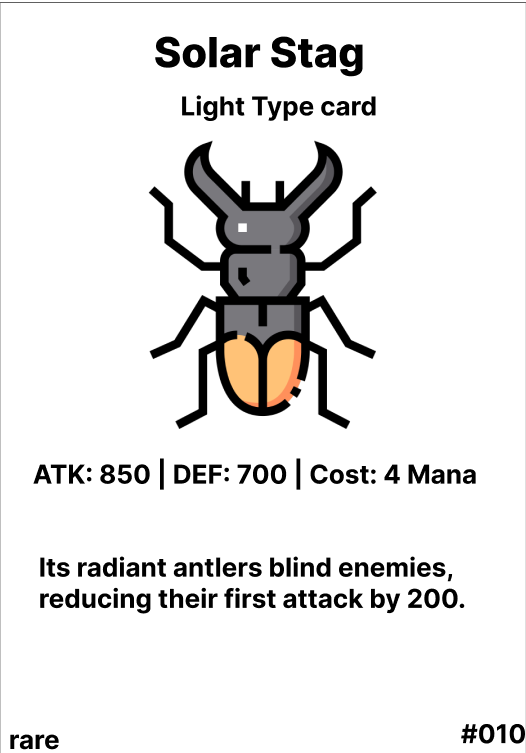 Solar Stag
Light Type card
ATK: 850 | DEF: 700 | Cost: 4 Mana
Its radiant antlers blind enemies,
reducing their first attack by 200.
rare
#010